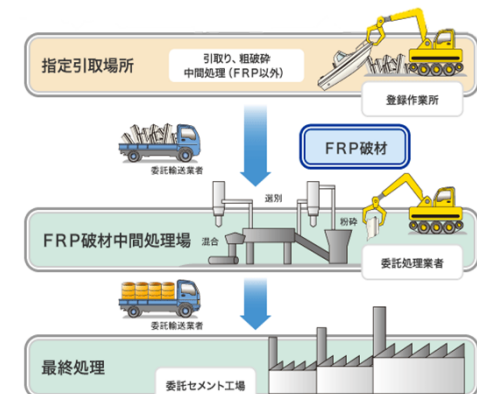 指定引取場所
引取り、粗破砕
中間処理(FRP以外)
登録作業所
委託輸送業者
FRP破材
選別
混合
粉砕
FRP破材中間処理場
委託処理業者
委託輸送業者
最終処理
委託セメント工場